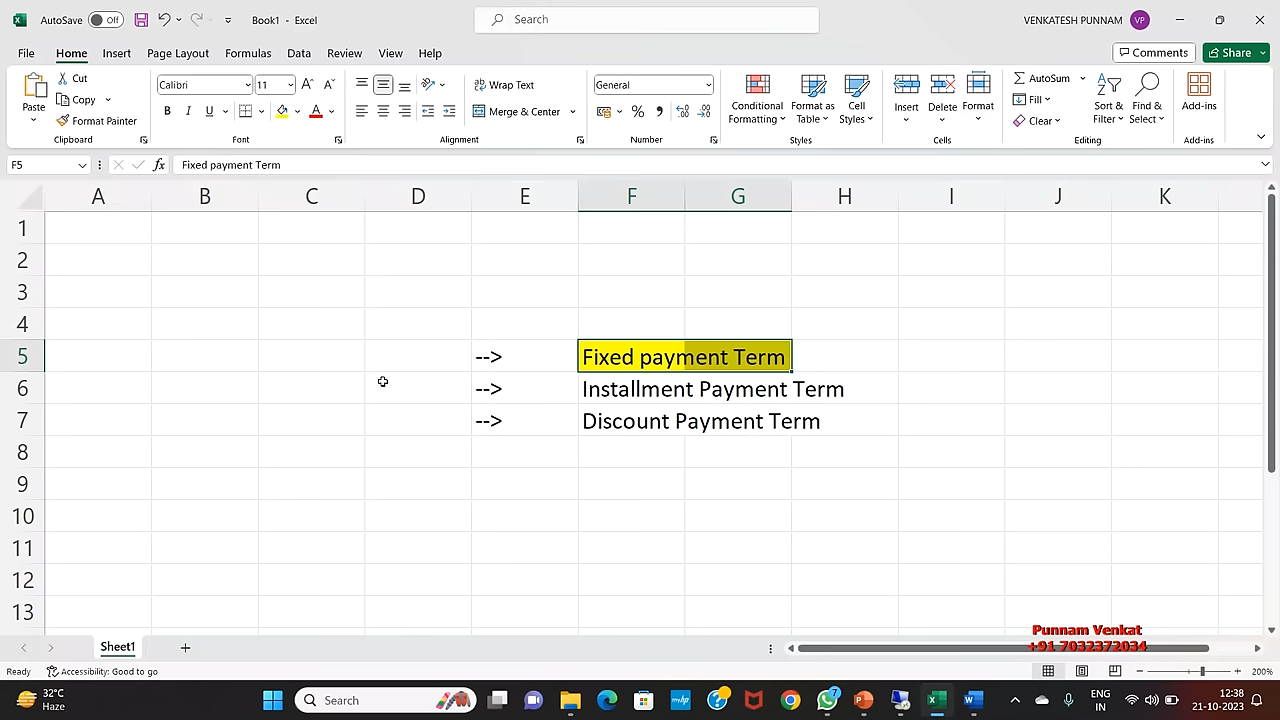 AutoSave Off Book1 - Excel Search VENKATESH PUNNAM VP
File Home Insert Page Layout Formulas Data Review View Help Comments Share
Paste Cut Copy Format Painter Clipboard
Calibri 11 B I U A Font
Wrap Text Merge & Center Alignment
General % Number
Conditional Formatting Format as Table Cell Styles Styles
Insert Delete Format Cells
AutoSum Fill Clear Sort & Filter Find & Select Editing
Add-ins Add-ins
F5 fx Fixed payment Term
A B C D E F G H I J K
1
2
3
4
5 --> Fixed payment Term
6 --> Installment Payment Term
7 --> Discount Payment Term
8
9
10
11
12
13
Punnam Venkat
+91 7032372034
Sheet1
Ready Accessibility: Good to go 200%
32°C
Haze
Search
ENG
IN
12:38
21-10-2023